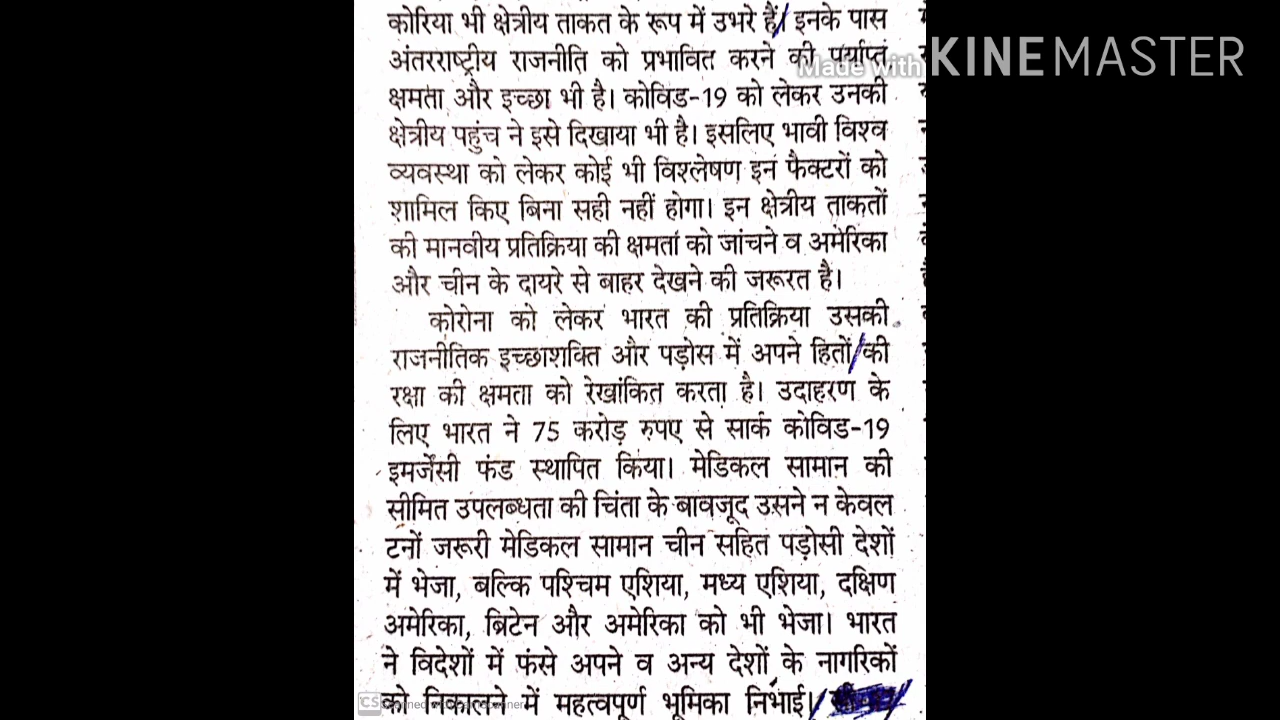 कोरिया भी क्षेत्रीय ताकत के रूप में उभरे हैं। इनके पास
अंतरराष्ट्रीय राजनीति को प्रभावित करने की पर्याप्त
Made with KINEMASTER
क्षमता और इच्छा भी है। कोविड-19 को लेकर उनकी
क्षेत्रीय पहुंच ने इसे दिखाया भी है। इसलिए भावी विश्व
व्यवस्था को लेकर कोई भी विश्लेषण इन फैक्टरों को
शामिल किए बिना सही नहीं होगा। इन क्षेत्रीय ताकतों
की मानवीय प्रतिक्रिया की क्षमता को जांचने व अमेरिका
और चीन के दायरे से बाहर देखने की जरूरत है।
कोरोना को लेकर भारत की प्रतिक्रिया उसकी
राजनीतिक इच्छाशक्ति और पड़ोस में अपने हितों की
रक्षा की क्षमता को रेखांकित करता है। उदाहरण के
लिए भारत ने 75 करोड़ रुपए से सार्क कोविड-19
इमर्जेंसी फंड स्थापित किया। मेडिकल सामान की
सीमित उपलब्धता की चिंता के बावजूद उसने न केवल
टनों जरूरी मेडिकल सामान चीन सहित पड़ोसी देशों
में भेजा, बल्कि पश्चिम एशिया, मध्य एशिया, दक्षिण
अमेरिका, ब्रिटेन और अमेरिका को भी भेजा। भारत
ने विदेशों में फंसे अपने व अन्य देशों के नागरिकों
को निकालने में महत्वपूर्ण भूमिका निभाई।
CS Scanned with CamScanner